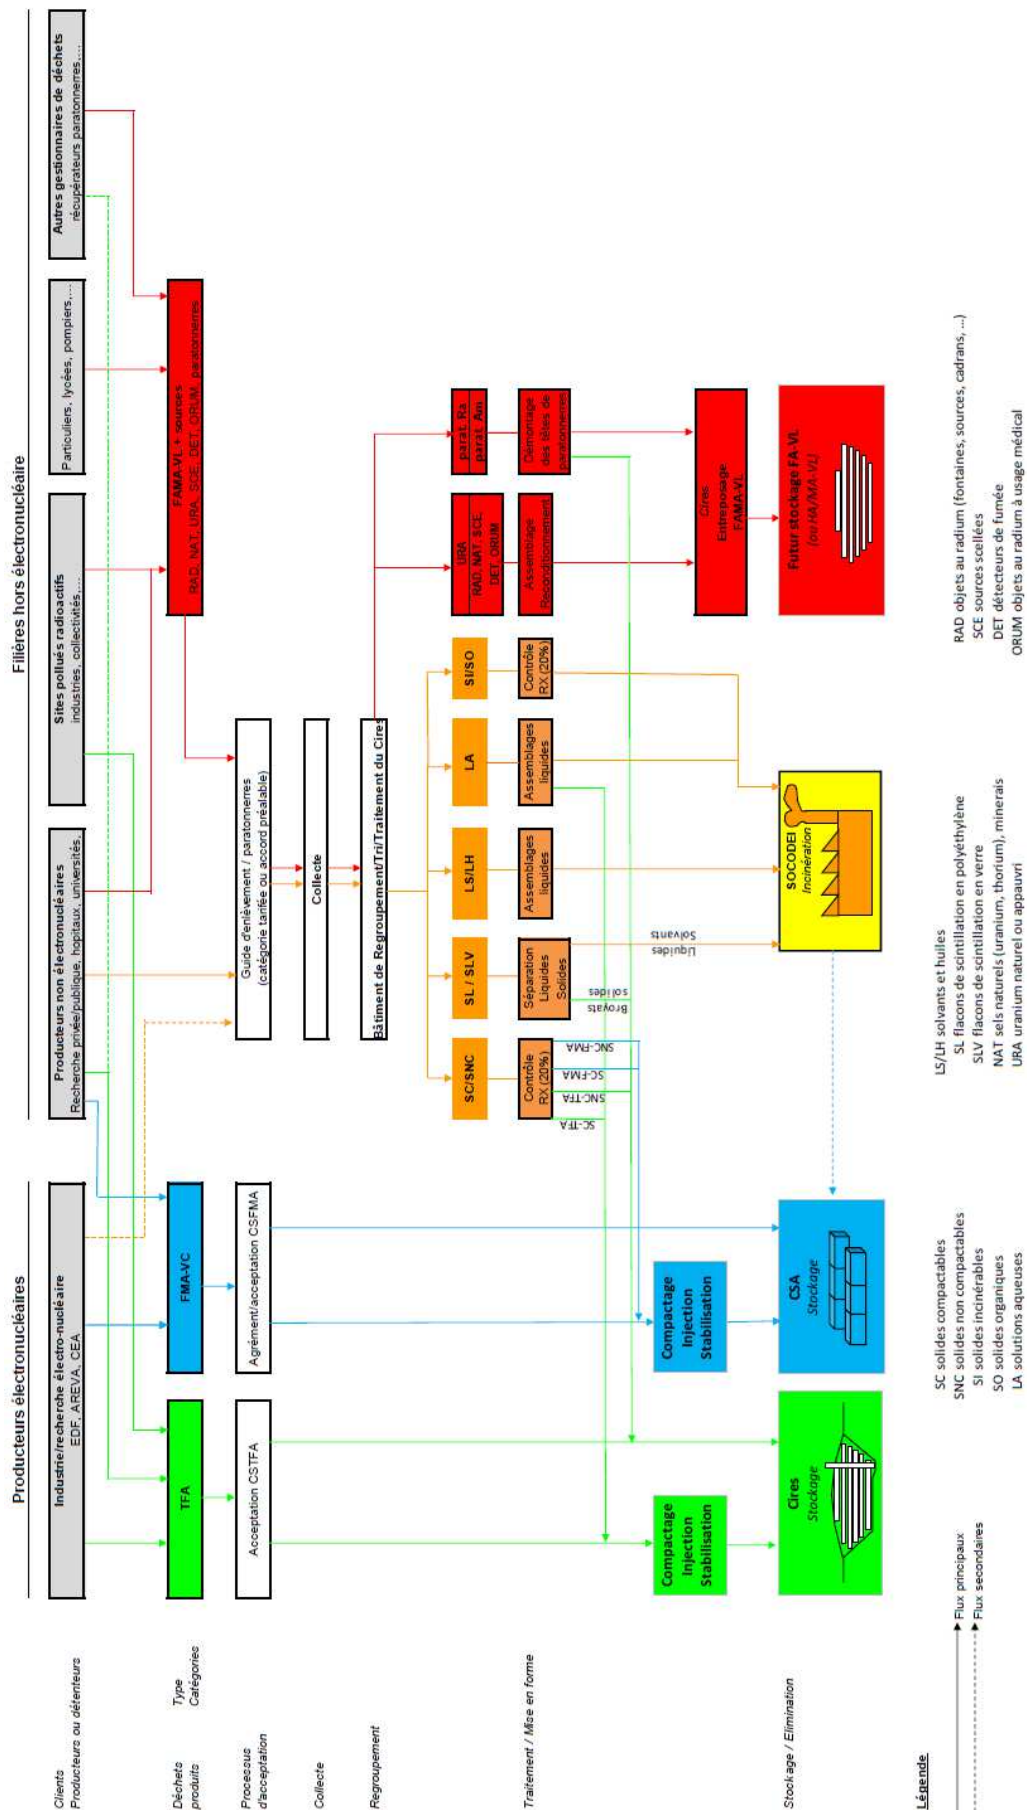 Producteurs électronucléaires
Filières hors électronucléaire
Clients
Producteurs ou détenteurs
Industrie/recherche électro-nucléaire
EDF, AREVA, CEA
Producteurs non électronucléaires
Recherche privée/publique, hopitaux, universités,
Sites pollués radioactifs
industries, collectivités,...
Particuliers, lycées, pompiers,...
Autres gestionnaires de déchets
récupérateurs paratonnerres,...
Déchets
produits
Type
Catégories
TFA
FMA-VC
FAMA-VL + sources
RAD, NAT, URA, SCE, DET, ORUM, paratonnerres
Processus
d'acceptation
Acceptation CSTFA
Agrément/acceptation CSFMA
Guide d'enlèvement / paratonnerres
(catégorie tarifée ou accord préalable)
Collecte
Collecte
Regroupement
Bâtiment de Regroupement/Tri/Traitement du Cires
SC/SNC
SL / SLV
LS/LH
LA
SI/SO
URA
RAD, NAT, SCE,
DET, ORUM
parat. Ra
parat. Am
Traitement / Mise en forme
Contrôle
RX (20%)
Séparation
Liquides
Solides
Assemblages
liquides
Assemblages
liquides
Contrôle
RX (20%)
Assemblage
Reconditionnement
Démontage
des têtes de
paratonnerres
SC-TFA
SNC-TFA
SC-FMA
SNC-FMA
Broyats
solides
Liquides
Solvants
Compactage
Injection
Stabilisation
Compactage
Injection
Stabilisation
Cires
Entreposage
FAMA-VL
Stockage / Elimination
Cires
Stockage
CSA
Stockage
SOCODEI
Incinération
Futur stockage FA-VL
(ou HA/MA-VL)
Légende
Flux principaux
Flux secondaires
SC solides compactables
SNC solides non compactables
SI solides incinérables
SO solides organiques
LA solutions aqueuses
LS/LH solvants et huiles
SL flacons de scintillation en polyéthylène
SLV flacons de scintillation en verre
NAT sels naturels (uranium, thorium), minerais
URA uranium naturel ou appauvri
RAD objets au radium (fontaines, sources, cadrans, ...)
SCE sources scellées
DET détecteurs de fumée
ORUM objets au radium à usage médical